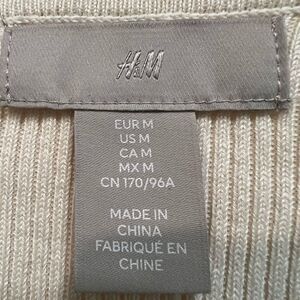 H&M
EUR M
US M
CA M
MX M
CN 170/96A
MADE IN
CHINA
FABRIQUÉ EN
CHINE